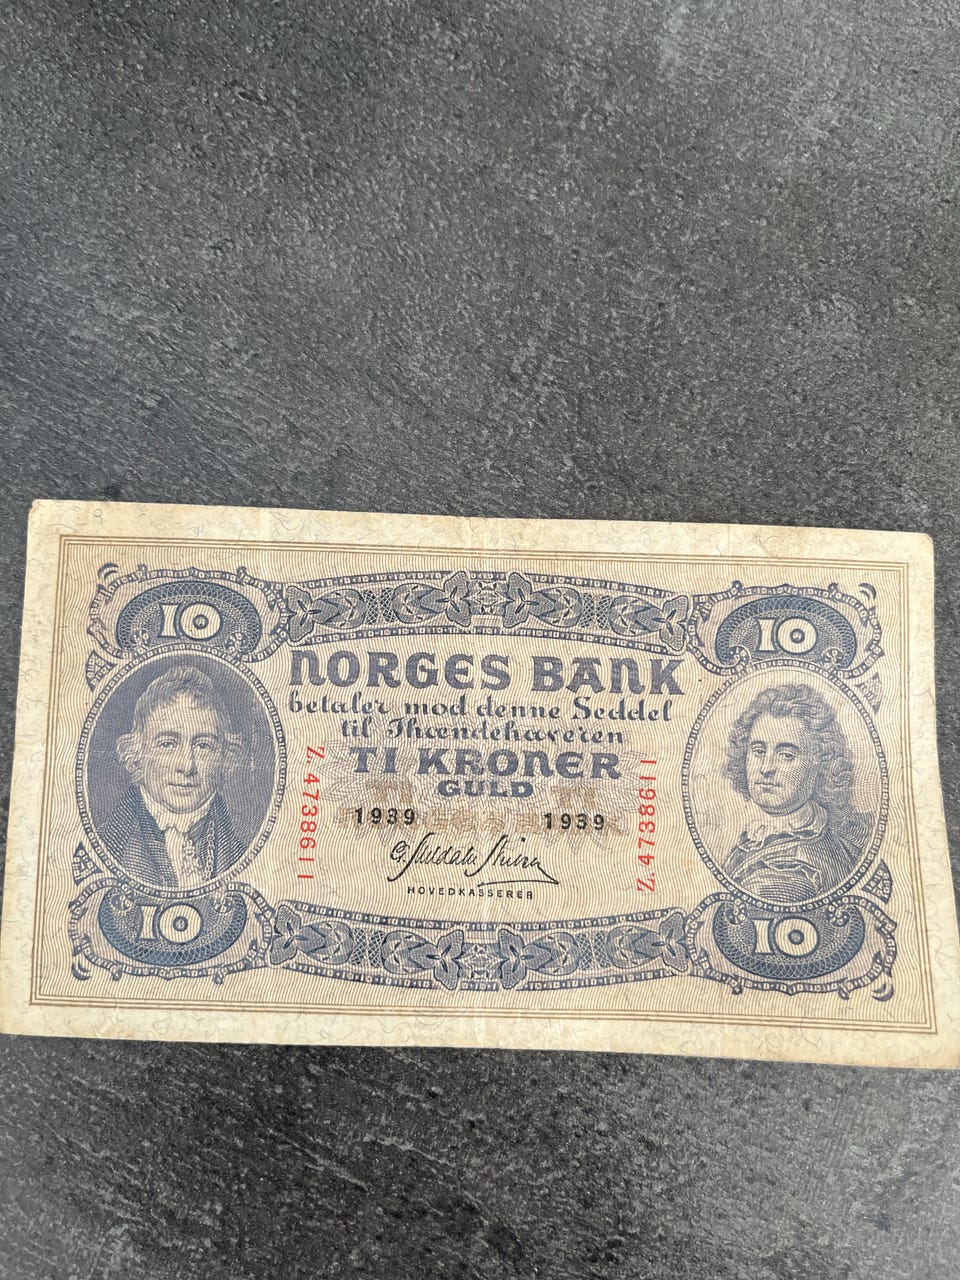 10
10
NORGES BANK
betaler mod denne Seddel
til Ihændehaveren
TI KRONER
GULD
Z.4738611
Z.4738611
1939
1939
HOVEDKASSERER
10
10